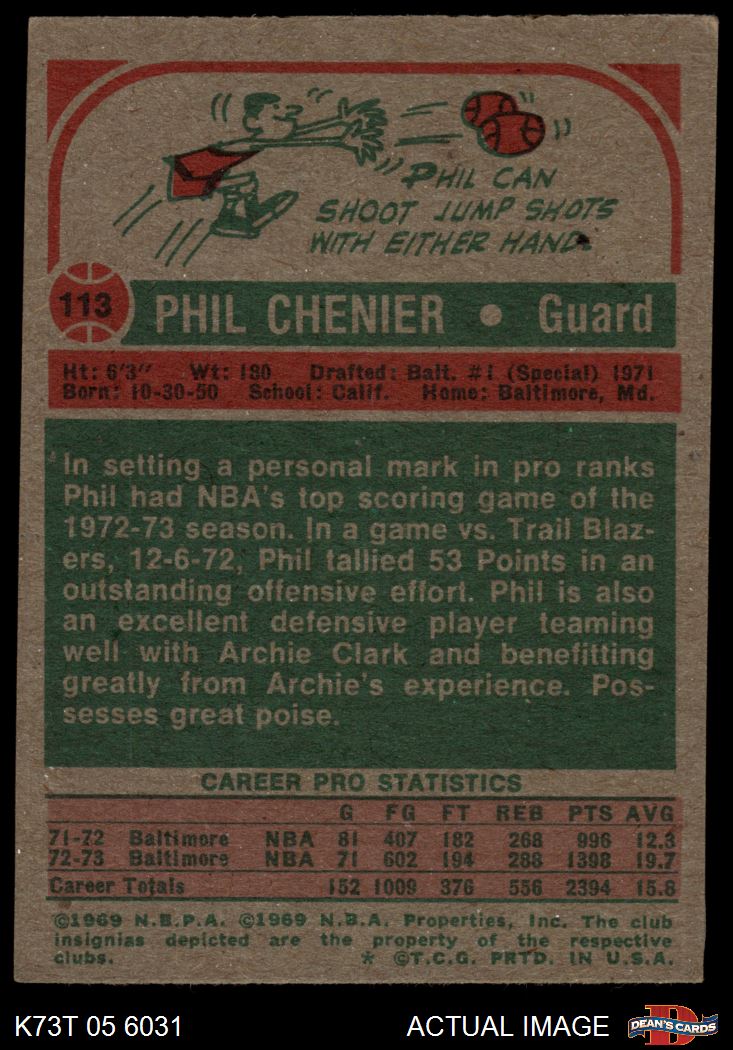 PHIL CAN
SHOOT JUMP SHOTS
WITH EITHER HAND.
113 PHIL CHENIER • Guard
Ht: 6'3" Wt: 190 Drafted: Balt. #1 (Special) 1971
Born: 10-30-50 School: Calif. Home: Baltimore, Md.
In setting a personal mark in pro ranks
Phil had NBA's top scoring game of the
1972-73 season. In a game vs. Trail Blaz-
ers, 12-6-72, Phil tallied 53 Points in an
outstanding offensive effort. Phil is also
an excellent defensive player teaming
well with Archie Clark and benefitting
greatly from Archie's experience. Pos-
sesses great poise.
CAREER PRO STATISTICS
G FG FT REB PTS AVG
71-72 Baltimore NBA 81 407 182 268 996 12.3
72-73 Baltimore NBA 71 602 194 288 1398 19.7
Career Totals 152 1009 376 556 2394 15.8
©1969 N.B.P.A. ©1969 N.B.A. Properties, Inc. The club
insignias depicted are the property of the respective
clubs. * ©T.C.G. PRTD. IN U.S.A.
K73T 05 6031 ACTUAL IMAGE DEAN'S CARDS